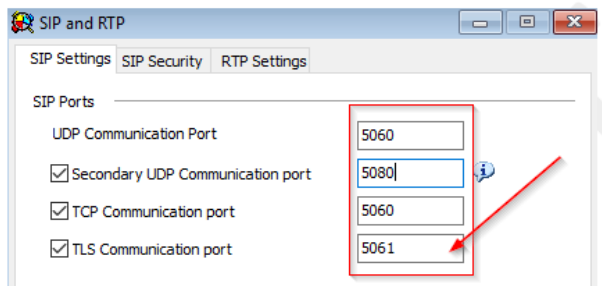 SIP and RTP
SIP Settings SIP Security RTP Settings
SIP Ports
UDP Communication Port 5060
Secondary UDP Communication port 5080
TCP Communication port 5060
TLS Communication port 5061